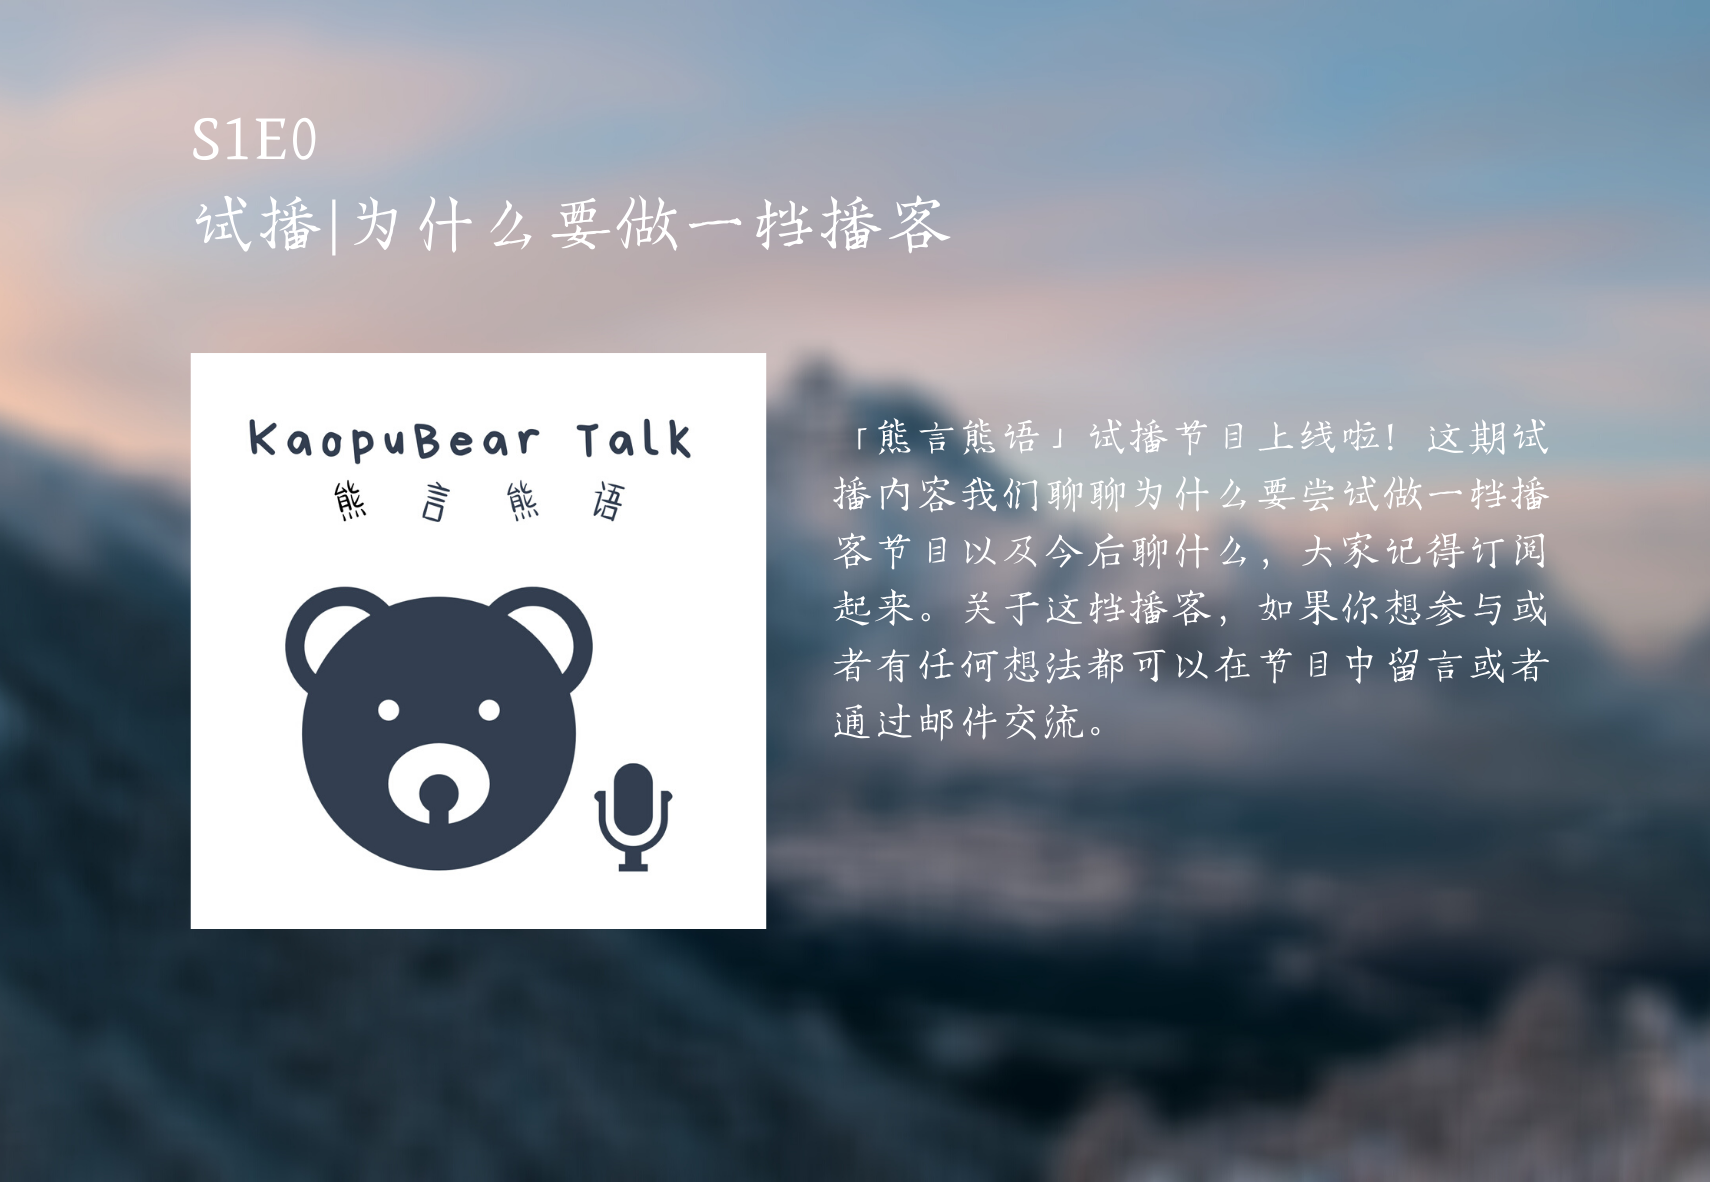 S1E0
试播|为什么要做一档播客
KaopuBear Talk
熊言熊语
「熊言熊语」试播节目上线啦！这期试
播内容我们聊聊为什么要尝试做一档播
客节目以及今后聊什么，大家记得订阅
起来。关于这档播客，如果你想参与或
者有任何想法都可以在节目中留言或者
通过邮件交流。